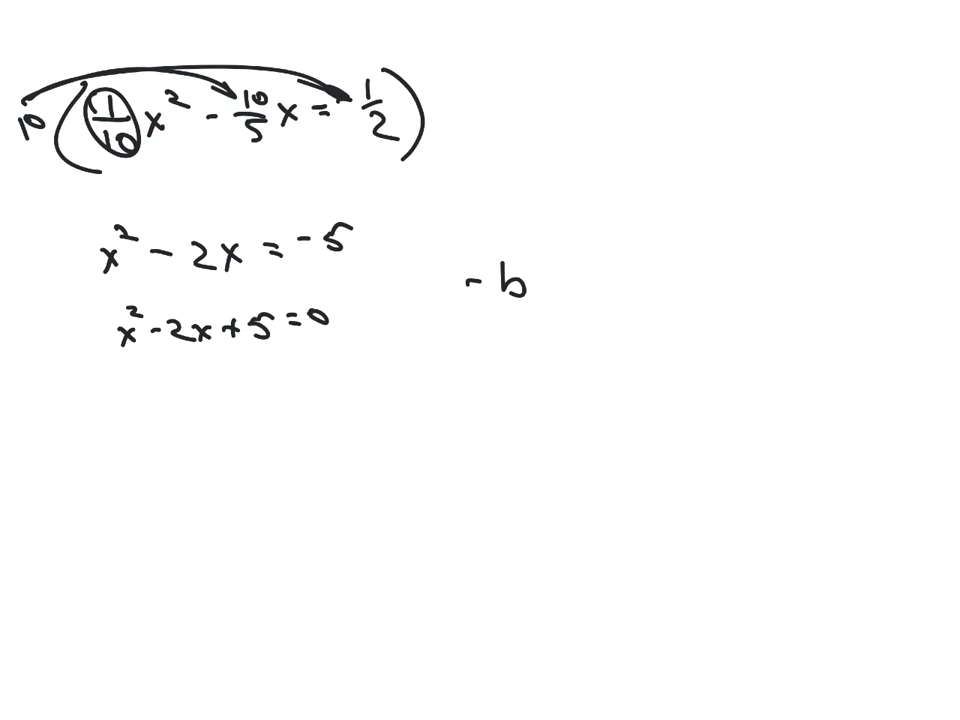 10 ( 1/10 x² - 10/5 x = - 1/2 )
x² - 2x = -5
x² - 2x + 5 = 0
- b